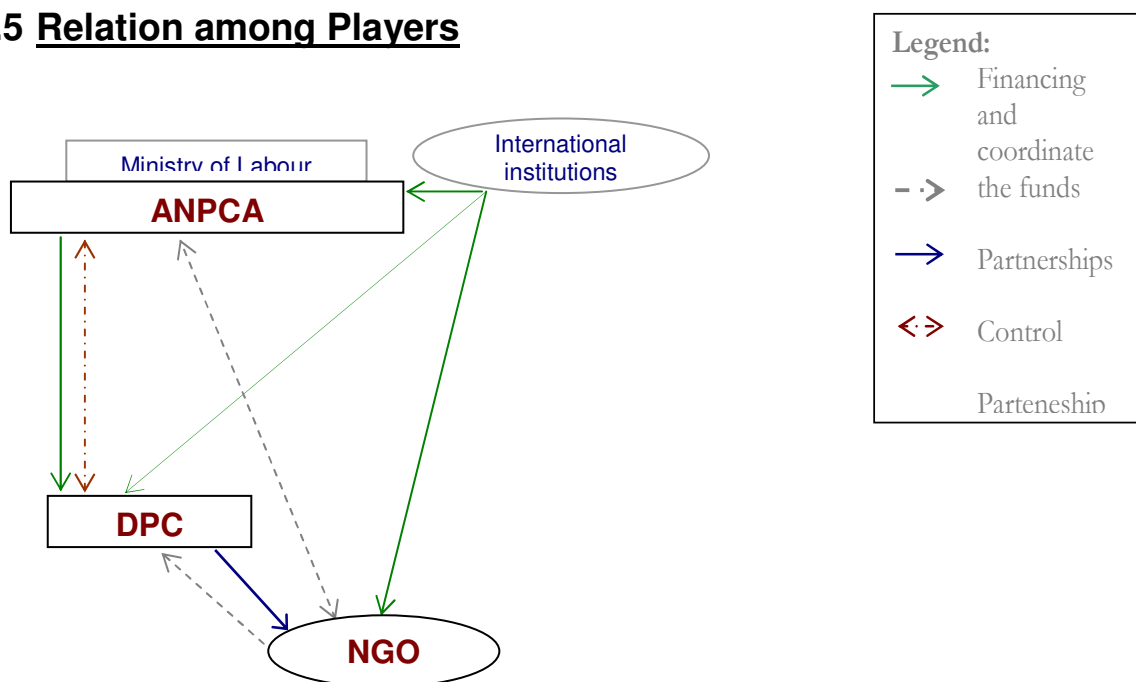 .5 Relation among Players
Ministry of Labour
ANPCA
International
institutions
DPC
NGO
Legend:
Financing
and
coordinate
the funds
Partnerships
Control
Parteneship